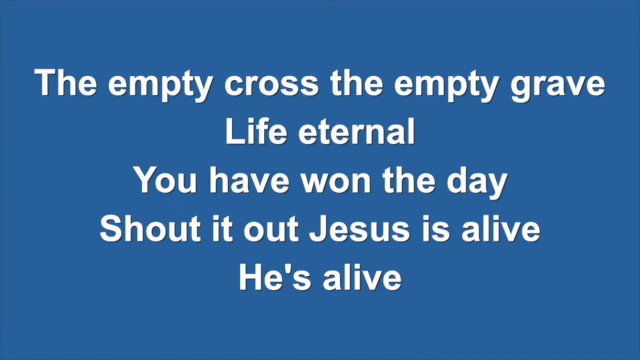 The empty cross the empty grave
Life eternal
You have won the day
Shout it out Jesus is alive
He's alive